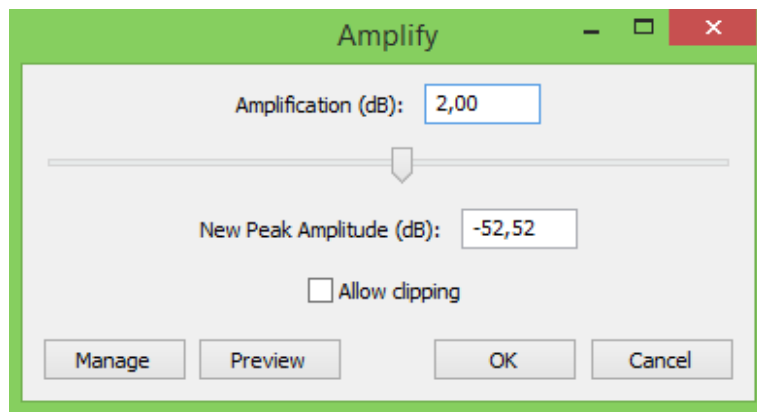 Amplify
Amplification (dB): 2,00
New Peak Amplitude (dB): -52,52
Allow clipping
Manage Preview OK Cancel